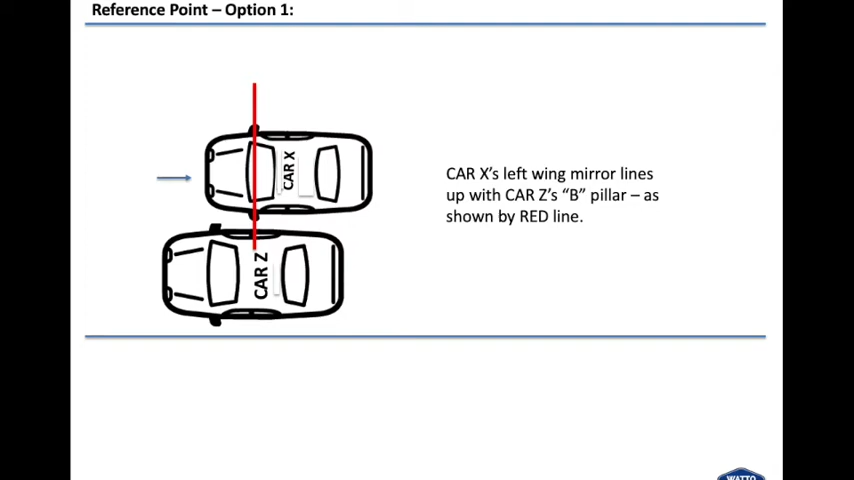 Reference Point – Option 1:
CAR X
CAR X's left wing mirror lines
up with CAR Z's “B” pillar – as
shown by RED line.
CAR Z
WATTO